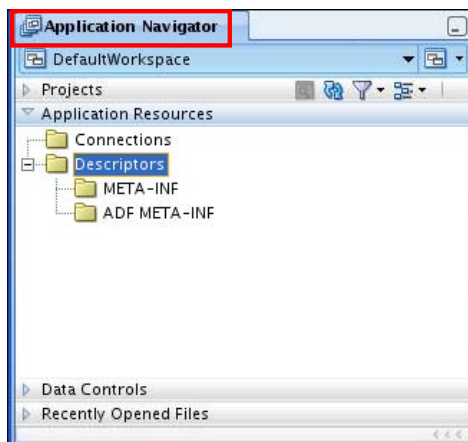 Application Navigator
DefaultWorkspace
Projects
Application Resources
Connections
Descriptors
META-INF
ADF META-INF
Data Controls
Recently Opened Files